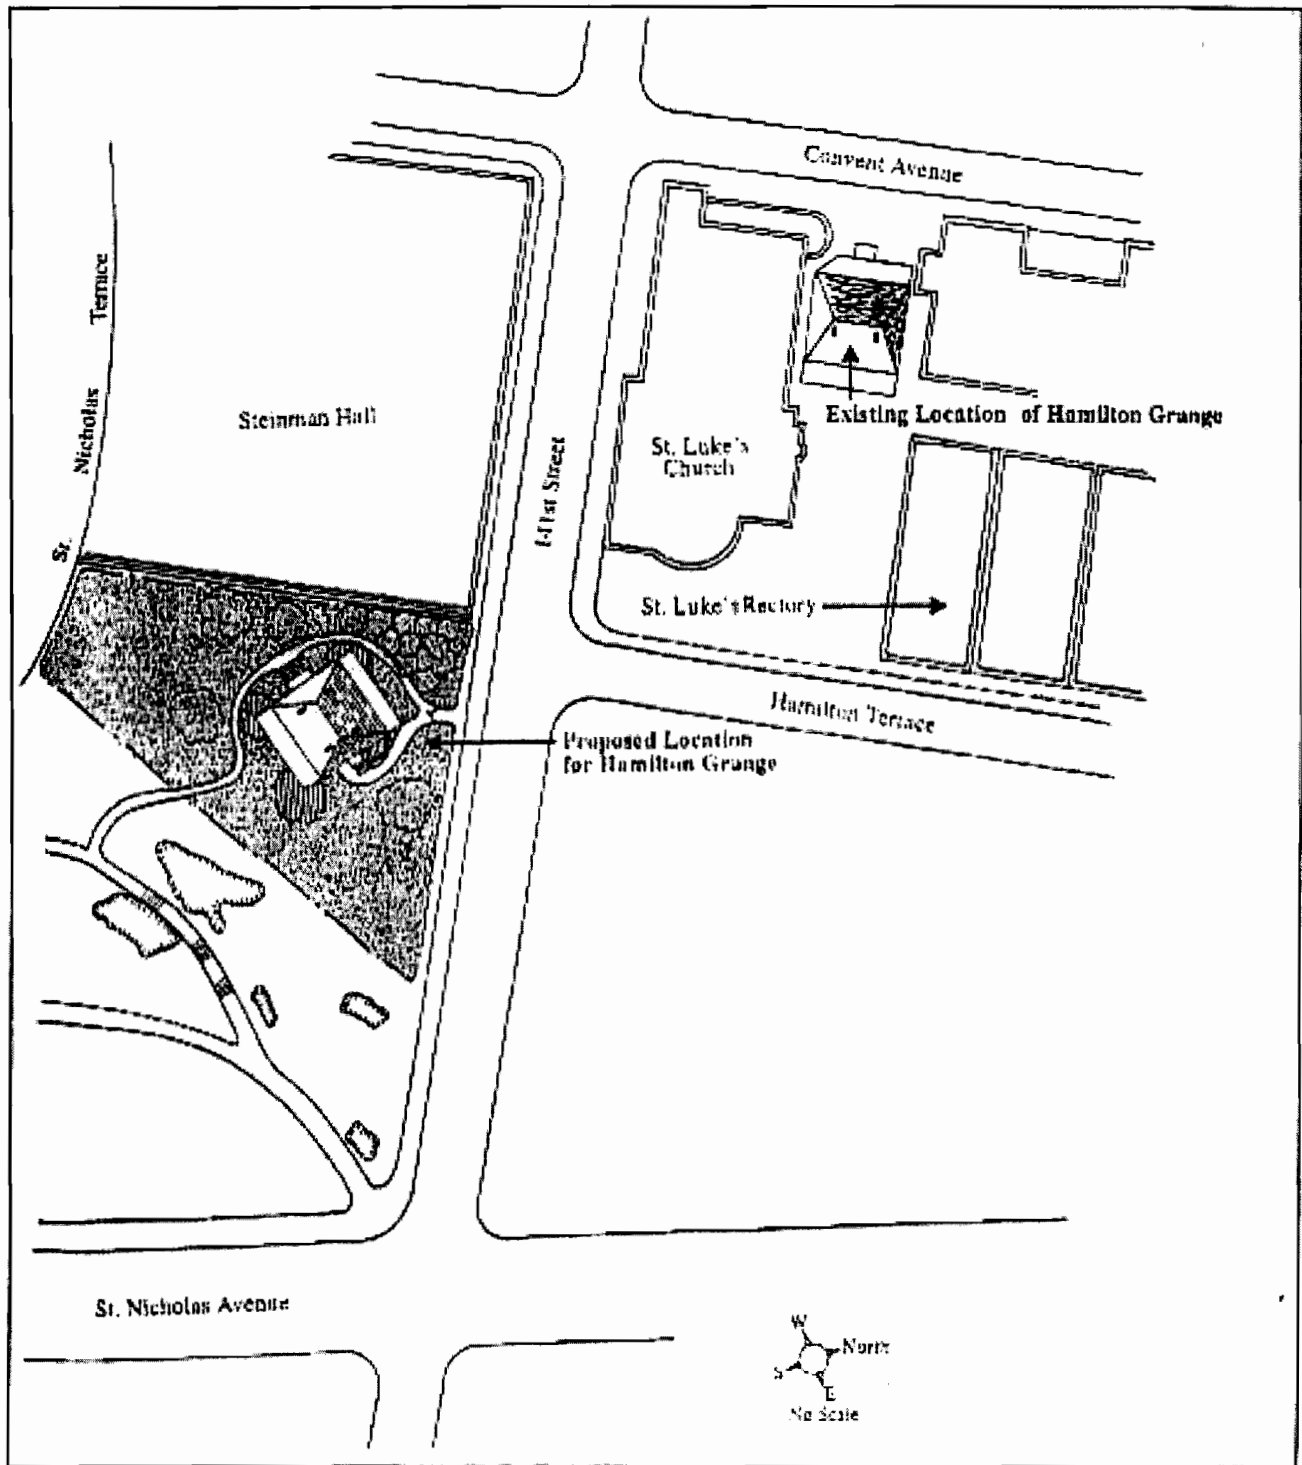 Convent Avenue
St. Nicholas Terrace
Steinman Hall
141st Street
St. Luke's
Church
Existing Location of Hamilton Grange
St. Luke's Rectory
Hamilton Terrace
Proposed Location
for Hamilton Grange
St. Nicholas Avenue
W
North
S
E
No Scale